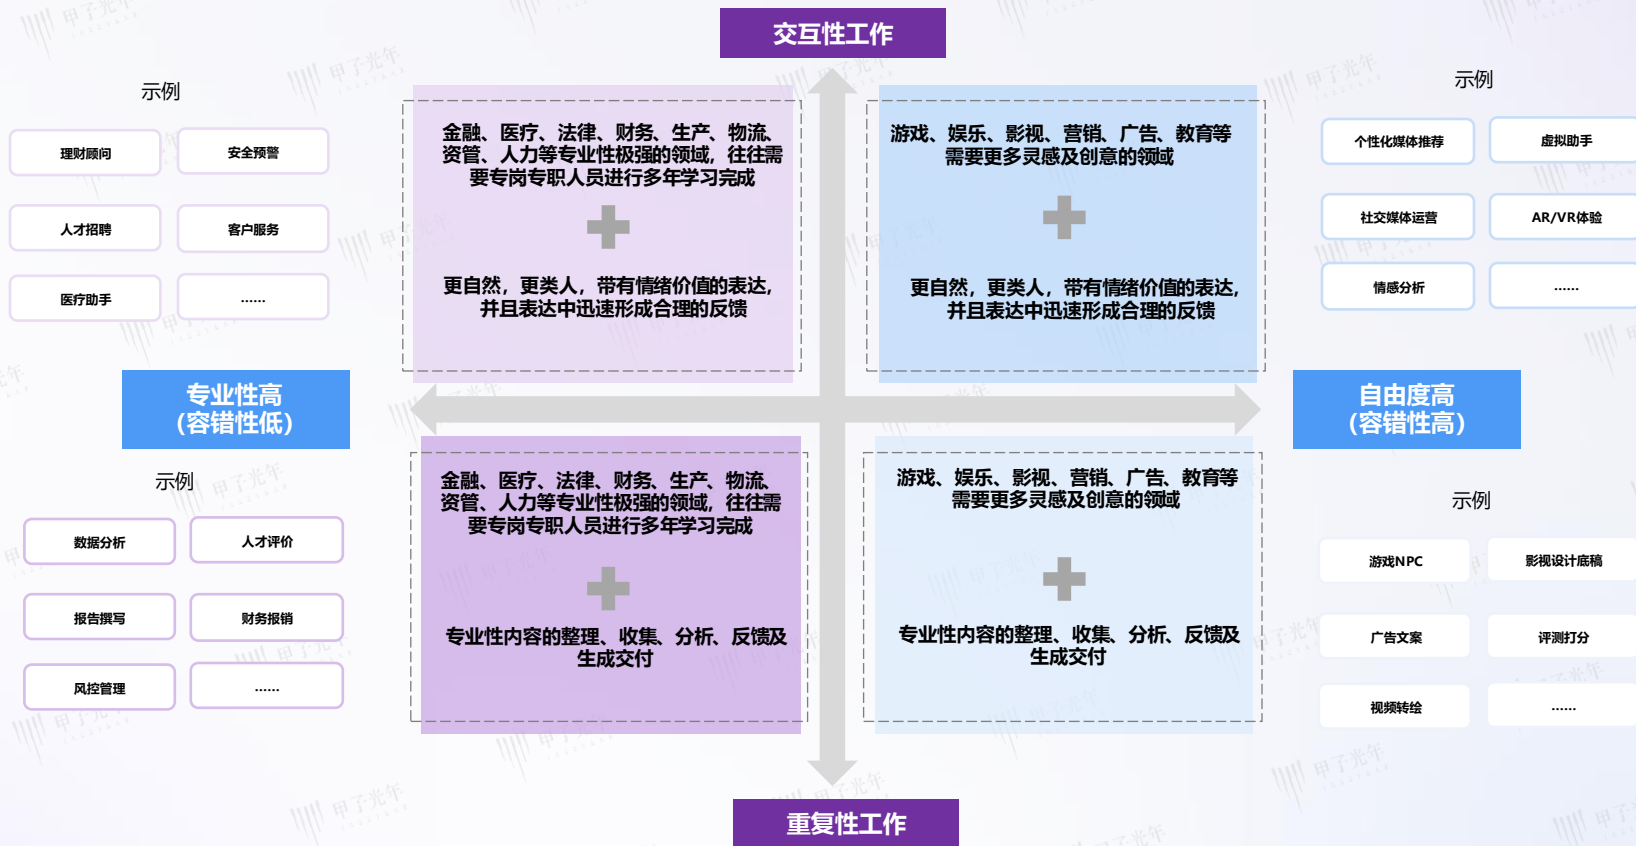 交互性工作
示例
理财顾问
安全预警
人才招聘
客户服务
医疗助手
......
金融、医疗、法律、财务、生产、物流、
资管、人力等专业性极强的领域，往往需
要专岗专职人员进行多年学习完成
更自然，更类人，带有情绪价值的表达，
并且表达中迅速形成合理的反馈
游戏、娱乐、影视、营销、广告、教育等
需要更多灵感及创意的领域
更自然，更类人，带有情绪价值的表达，
并且表达中迅速形成合理的反馈
示例
个性化媒体推荐
虚拟助手
社交媒体运营
AR/VR体验
情感分析
......
专业性高
（容错性低）
自由度高
（容错性高）
示例
数据分析
人才评价
报告撰写
财务报销
风控管理
......
金融、医疗、法律、财务、生产、物流、
资管、人力等专业性极强的领域，往往需
要专岗专职人员进行多年学习完成
专业性内容的整理、收集、分析、反馈及
生成交付
游戏、娱乐、影视、营销、广告、教育等
需要更多灵感及创意的领域
专业性内容的整理、收集、分析、反馈及
生成交付
示例
游戏NPC
影视设计底稿
广告文案
评测打分
视频转绘
......
重复性工作
甲子光年